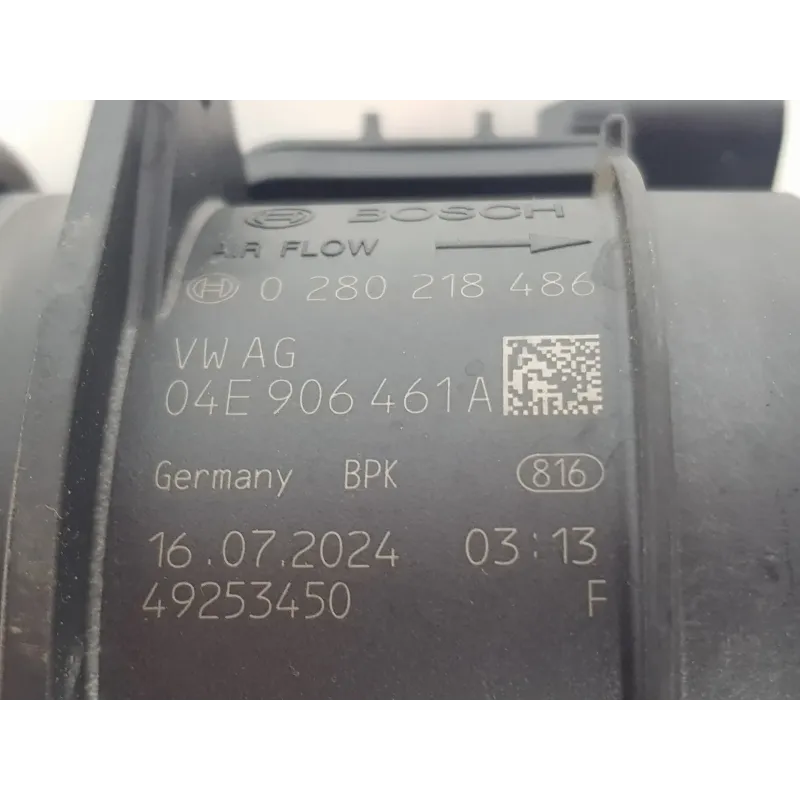 BOSCH
AIR FLOW
0 280 218 486
VW AG
04E 906 461 A
Germany BPK 816
16.07.2024 03:13
49253450 F